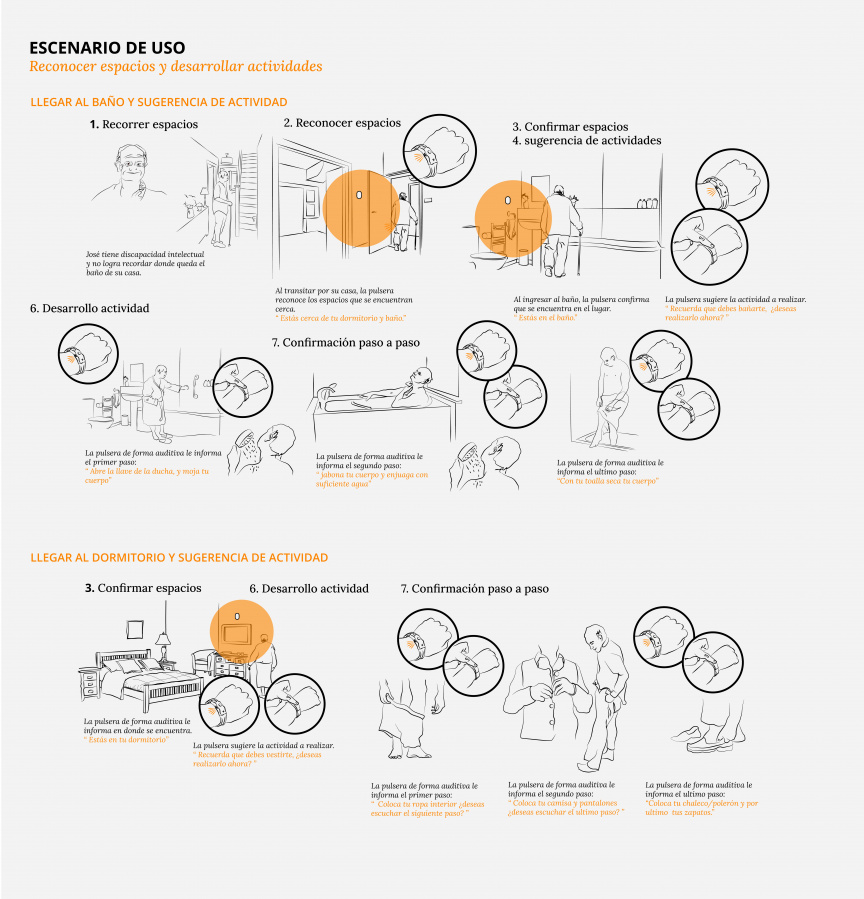 ESCENARIO DE USO
Reconocer espacios y desarrollar actividades
LLEGAR AL BAÑO Y SUGERENCIA DE ACTIVIDAD
1. Recorrer espacios
José tiene discapacidad intelectual
y no logra recordar donde queda el
baño de su casa.
2. Reconocer espacios
Al transitar por su casa, la pulsera
reconoce los espacios que se encuentran
cerca.
“ Estás cerca de tu dormitorio y baño.”
3. Confirmar espacios
4. sugerencia de actividades
Al ingresar al baño, la pulsera confirma
que se encuentra en el lugar.
“ Estás en el baño.”
La pulsera sugiere la actividad a realizar.
“ Recuerda que debes bañarte, ¿deseas
realizarlo ahora? ”
6. Desarrollo actividad
La pulsera de forma auditiva le informa
el primer paso:
“ Abre la llave de la ducha, y moja tu
cuerpo”
7. Confirmación paso a paso
La pulsera de forma auditiva le
informa el segundo paso:
“ Jabona tu cuerpo y enjuaga con
suficiente agua”
La pulsera de forma auditiva le
informa el ultimo paso:
“Con tu toalla seca tu cuerpo”
LLEGAR AL DORMITORIO Y SUGERENCIA DE ACTIVIDAD
3. Confirmar espacios
La pulsera de forma auditiva le
informa en donde se encuentra.
“ Estás en tu dormitorio”
6. Desarrollo actividad
La pulsera sugiere la actividad a realizar.
“ Recuerda que debes vestirte, ¿deseas
realizarlo ahora? ”
7. Confirmación paso a paso
La pulsera de forma auditiva le
informa el primer paso:
“ Coloca tu ropa interior ¿deseas
escuchar el siguiente paso? ”
La pulsera de forma auditiva le
informa el segundo paso:
“ Coloca tu camisa y pantalones
¿deseas escuchar el ultimo paso? ”
La pulsera de forma auditiva le
informa el ultimo paso:
“Coloca tu chaleco/polerón y por
ultimo tus zapatos.”